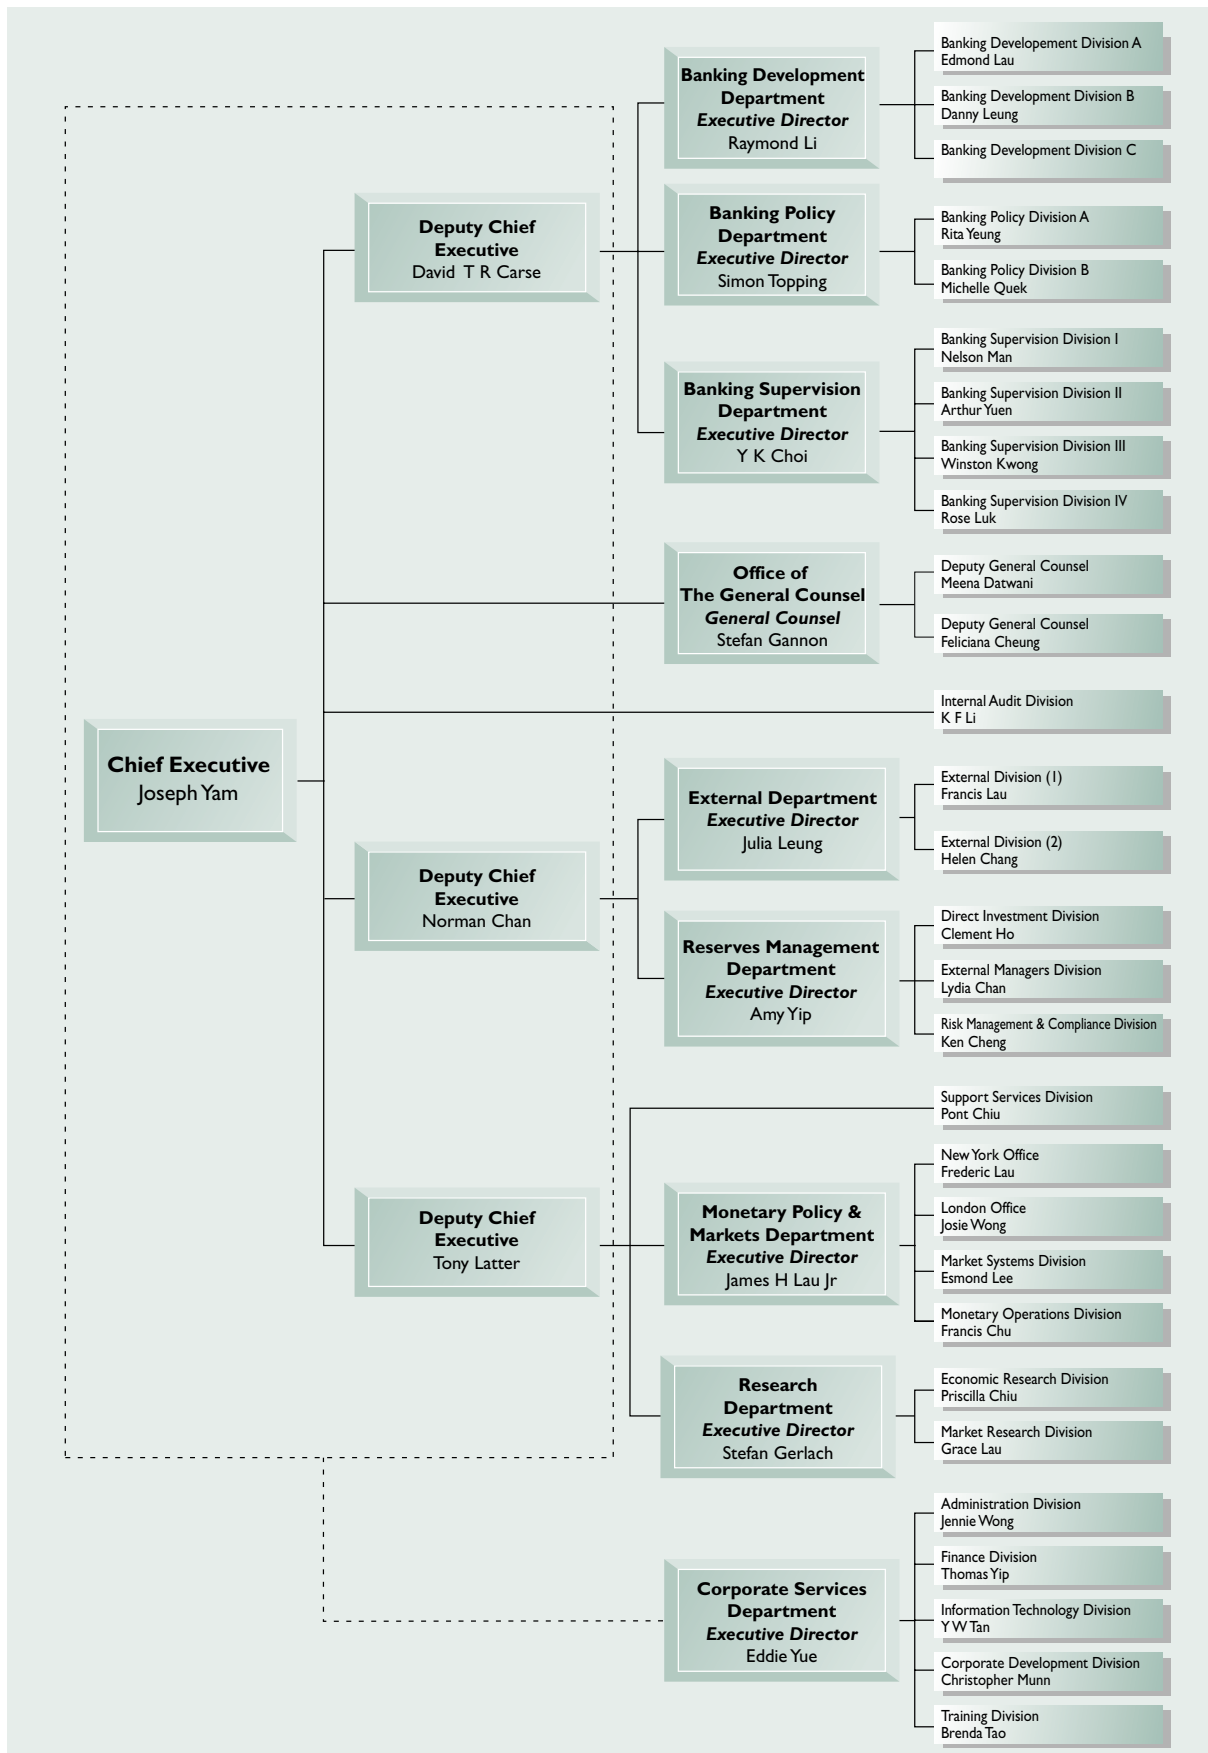 Chief Executive
Joseph Yam
Deputy Chief
Executive
David T R Carse
Banking Development
Department
Executive Director
Raymond Li
Banking Developement Division A
Edmond Lau
Banking Development Division B
Danny Leung
Banking Development Division C
Banking Policy
Department
Executive Director
Simon Topping
Banking Policy Division A
Rita Yeung
Banking Policy Division B
Michelle Quek
Banking Supervision
Department
Executive Director
Y K Choi
Banking Supervision Division I
Nelson Man
Banking Supervision Division II
Arthur Yuen
Banking Supervision Division III
Winston Kwong
Banking Supervision Division IV
Rose Luk
Office of
The General Counsel
General Counsel
Stefan Gannon
Deputy General Counsel
Meena Datwani
Deputy General Counsel
Feliciana Cheung
Internal Audit Division
K F Li
Deputy Chief
Executive
Norman Chan
External Department
Executive Director
Julia Leung
External Division (1)
Francis Lau
External Division (2)
Helen Chang
Reserves Management
Department
Executive Director
Amy Yip
Direct Investment Division
Clement Ho
External Managers Division
Lydia Chan
Risk Management & Compliance Division
Ken Cheng
Deputy Chief
Executive
Tony Latter
Support Services Division
Pont Chiu
Monetary Policy &
Markets Department
Executive Director
James H Lau Jr
New York Office
Frederic Lau
London Office
Josie Wong
Market Systems Division
Esmond Lee
Monetary Operations Division
Francis Chu
Research
Department
Executive Director
Stefan Gerlach
Economic Research Division
Priscilla Chiu
Market Research Division
Grace Lau
Corporate Services
Department
Executive Director
Eddie Yue
Administration Division
Jennie Wong
Finance Division
Thomas Yip
Information Technology Division
Y W Tan
Corporate Development Division
Christopher Munn
Training Division
Brenda Tao